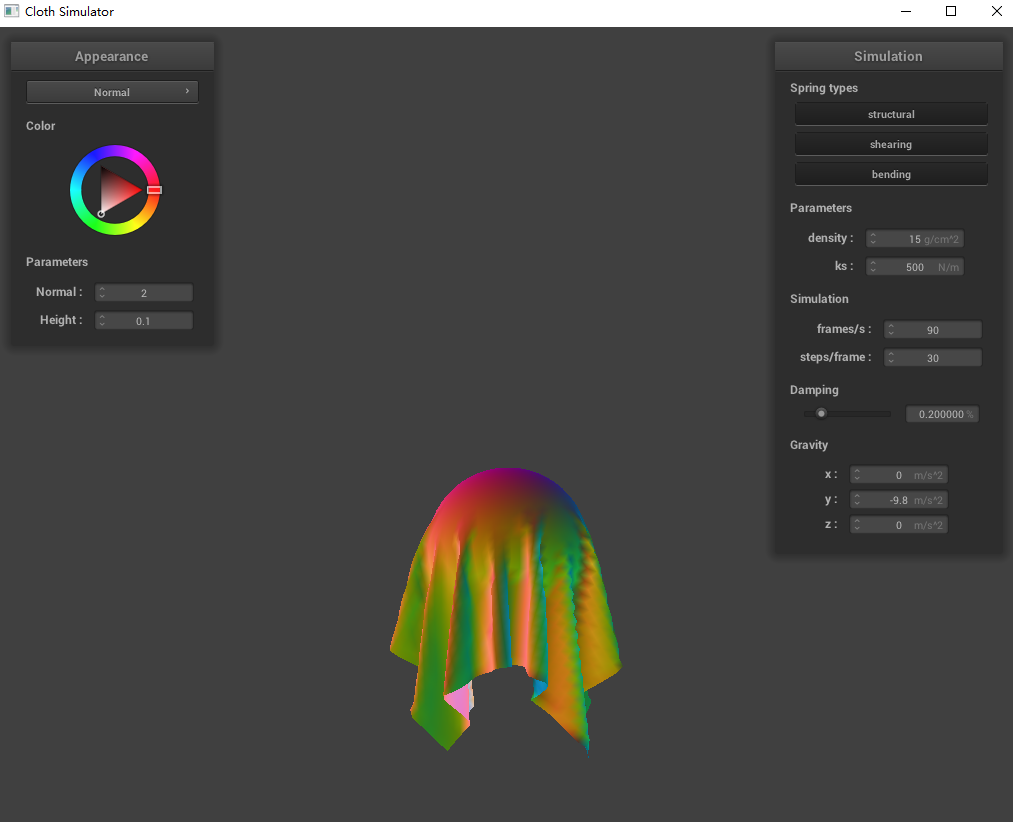 Cloth Simulator
Appearance
Normal
Color
Parameters
Normal : 2
Height : 0.1
Simulation
Spring types
structural
shearing
bending
Parameters
density : 15 g/cm^2
ks : 500 N/m
Simulation
frames/s : 90
steps/frame : 30
Damping
0.200000 %
Gravity
x : 0 m/s^2
y : -9.8 m/s^2
z : 0 m/s^2